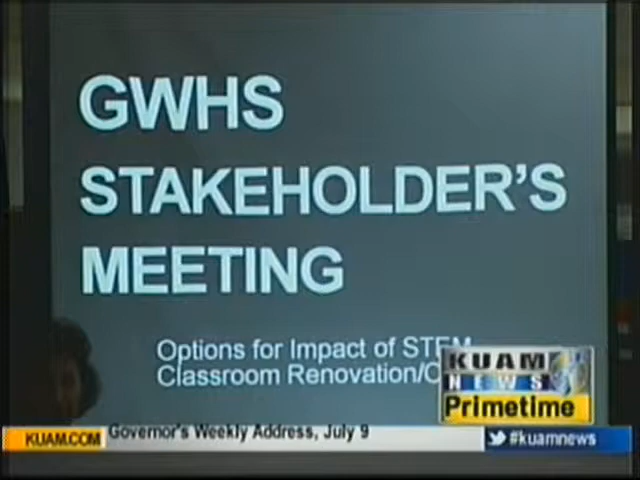 GWHS
STAKEHOLDER'S
MEETING
Options for Impact of STEM
Classroom Renovation/C
KUAM
NEWS
Primetime
KUAM.COM
Governor's Weekly Address, July 9
#kuamnews